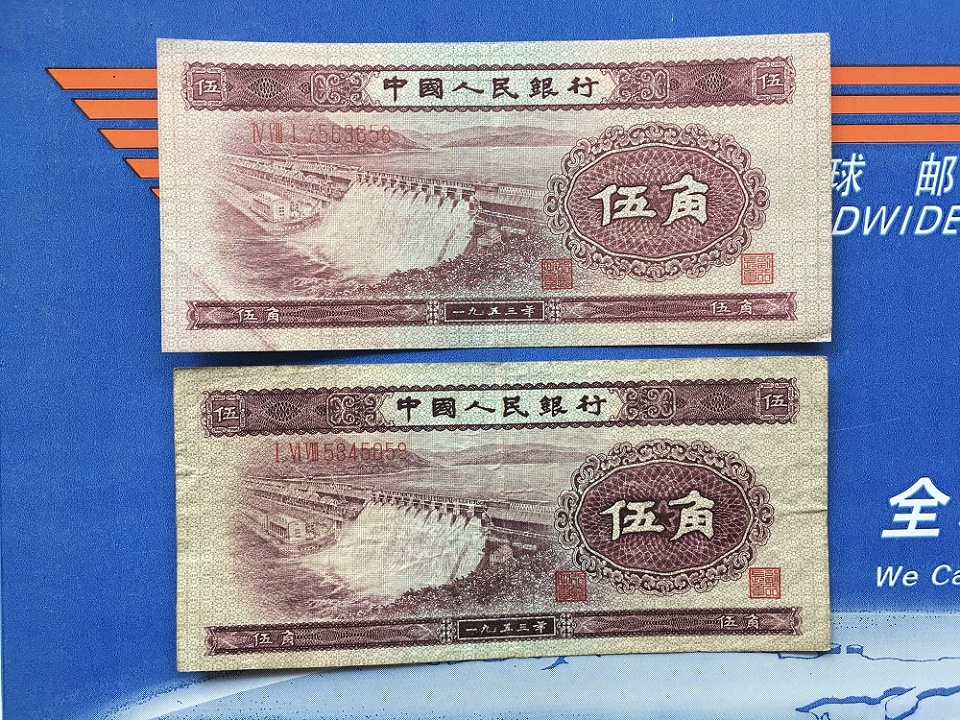 伍 中國人民銀行 伍
ⅣⅧⅠ7563658
伍角
伍角 一九五三年 伍角
球 邮
DWIDE
伍 中國人民銀行 伍
ⅠⅥⅧ5845059
伍角
伍角 一九五三年 伍角
全
We Ca